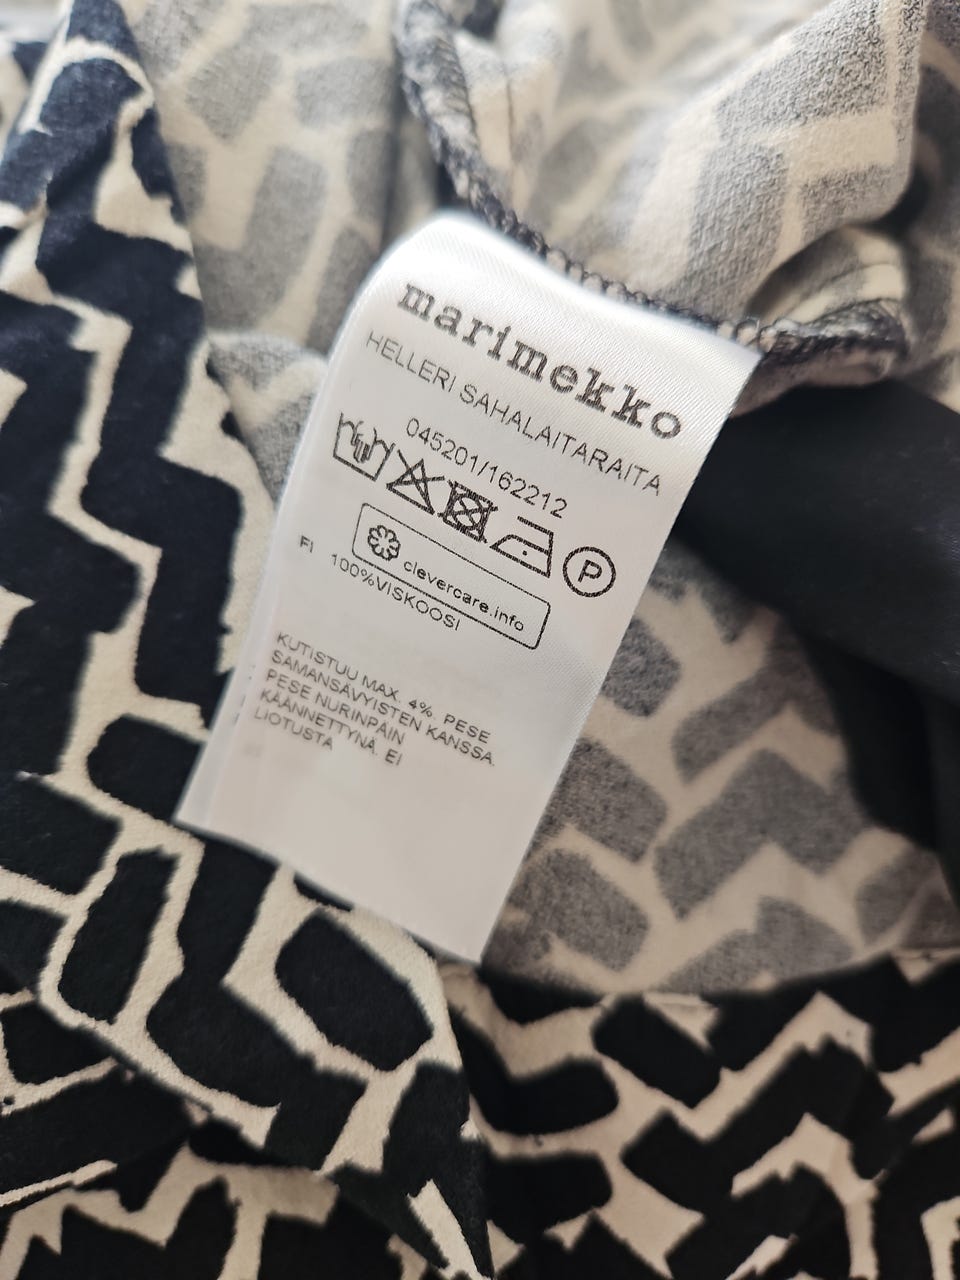 marimekko
HELLERI SAHALAITARAITA
045201/162212
P
clevercare.info
FI 100%VISKOOSI
KUTISTUU MAX. 4%. PESE
SAMANSÄVYISTEN KANSSA.
PESE NURINPÄIN
KÄÄNNETTYNÄ. EI
LIOTUSTA